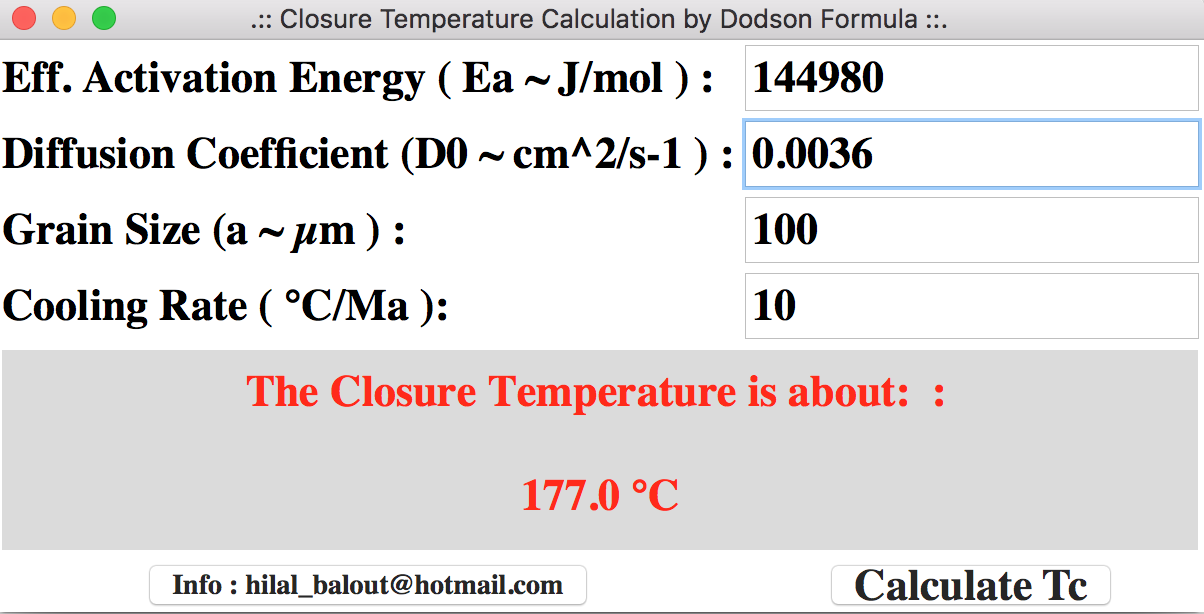 .:: Closure Temperature Calculation by Dodson Formula ::.
Eff. Activation Energy ( Ea ~ J/mol ) : 144980
Diffusion Coefficient (D0 ~ cm^2/s-1 ) : 0.0036
Grain Size (a ~ µm ) : 100
Cooling Rate ( °C/Ma ): 10
The Closure Temperature is about: :
177.0 °C
Info : hilal_balout@hotmail.com Calculate Tc